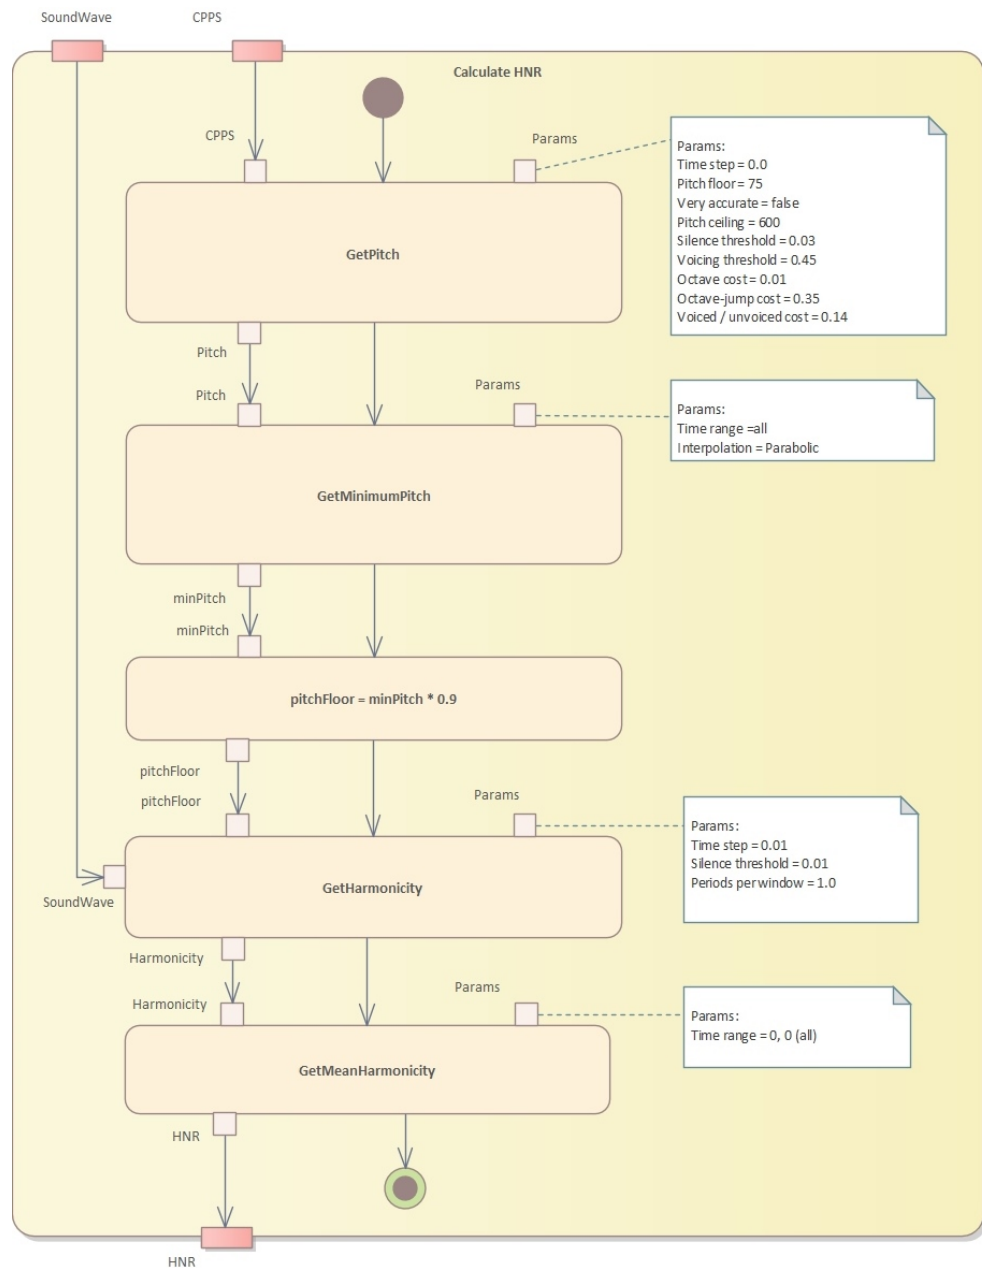 SoundWave
CPPS
Calculate HNR
CPPS
Params
Params:
Time step = 0.0
Pitch floor = 75
Very accurate = false
Pitch ceiling = 600
Silence threshold = 0.03
Voicing threshold = 0.45
Octave cost = 0.01
Octave-jump cost = 0.35
Voiced / unvoiced cost = 0.14
GetPitch
Pitch
Pitch
Params
Params:
Time range =all
Interpolation = Parabolic
GetMinimumPitch
minPitch
minPitch
pitchFloor = minPitch * 0.9
pitchFloor
pitchFloor
Params
Params:
Time step = 0.01
Silence threshold = 0.01
Periods per window = 1.0
GetHarmonicity
SoundWave
Harmonicity
Harmonicity
Params
Params:
Time range = 0, 0 (all)
GetMeanHarmonicity
HNR
HNR